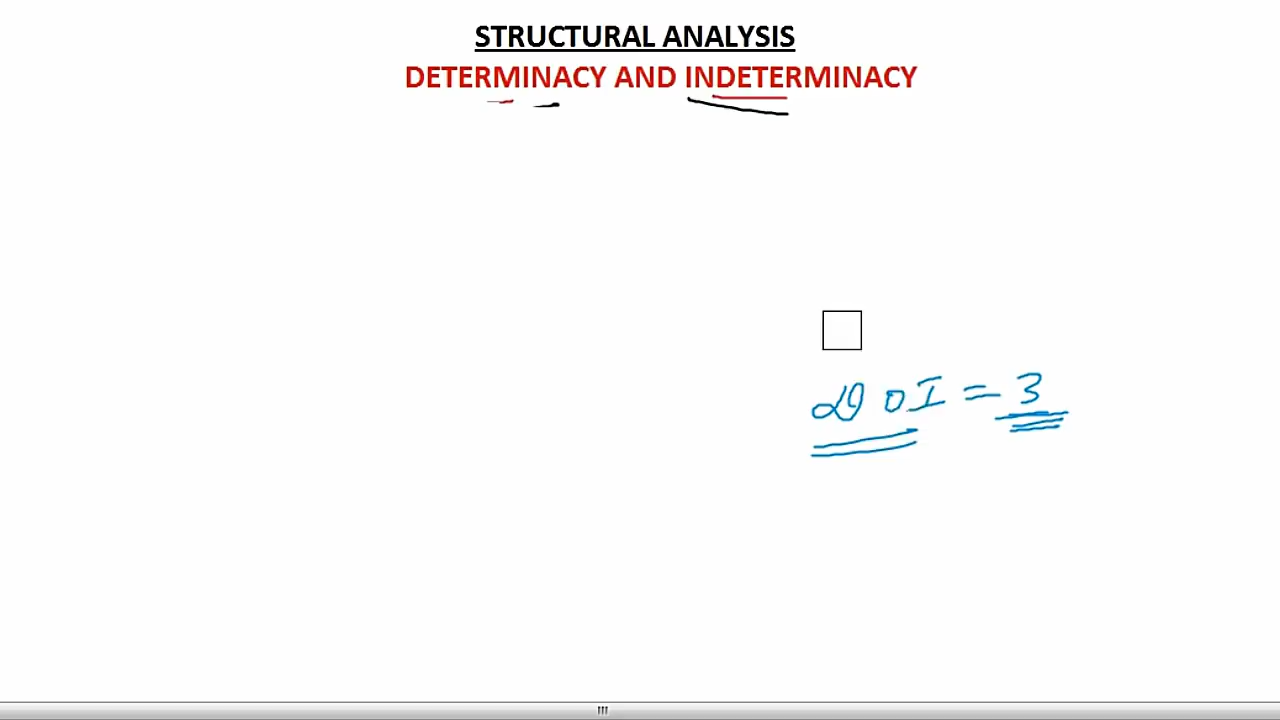 STRUCTURAL ANALYSIS
DETERMINACY AND INDETERMINACY
DOI = 3